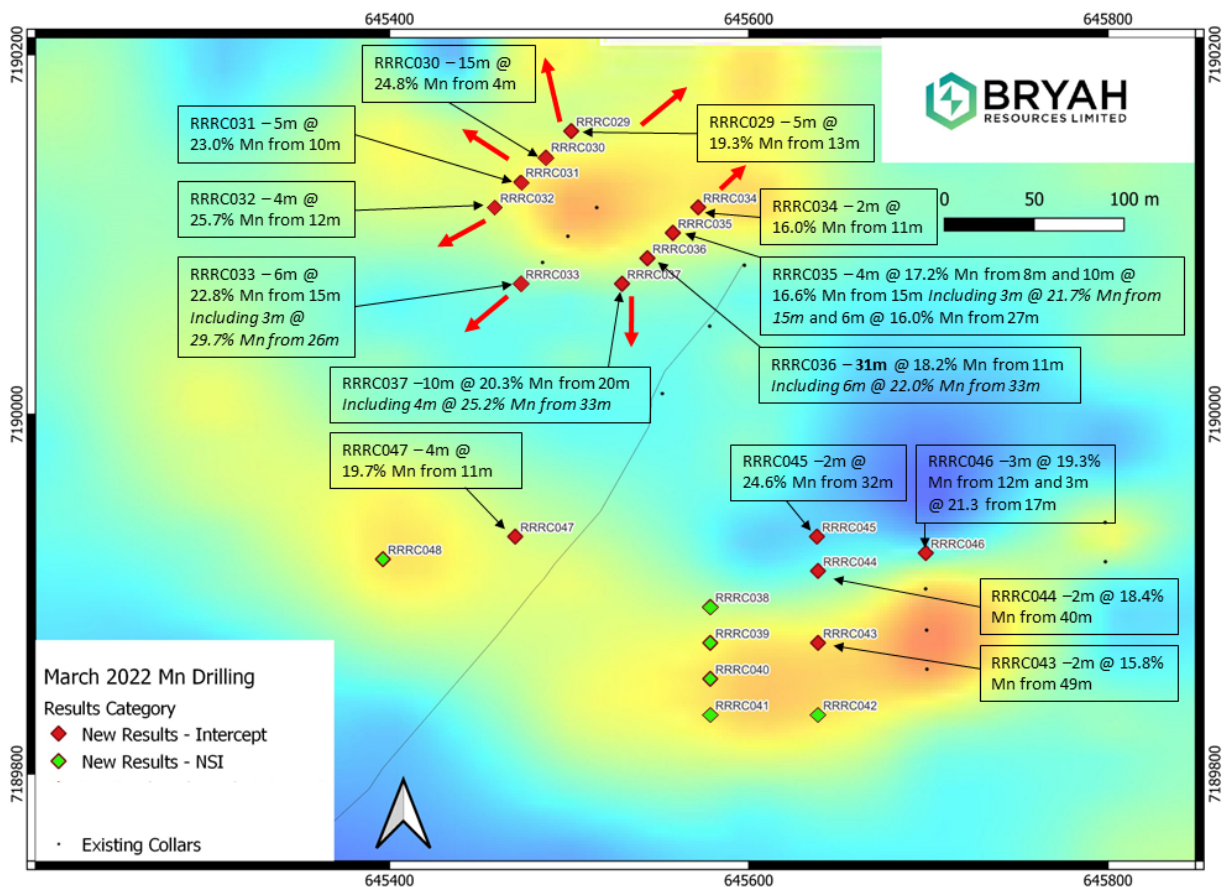 645400
645600
645800
7190200
7190200
RRRC030 – 15m @
24.8% Mn from 4m
BRYAH
RESOURCES LIMITED
RRRC031 – 5m @
23.0% Mn from 10m
RRRC029 – 5m @
19.3% Mn from 13m
RRRC029
RRRC030
RRRC031
RRRC032
RRRC034
RRRC035
RRRC036
RRRC033
RRRC037
RRRC032 – 4m @
25.7% Mn from 12m
RRRC034 – 2m @
16.0% Mn from 11m
0
50
100 m
RRRC033 – 6m @
22.8% Mn from 15m
Including 3m @
29.7% Mn from 26m
RRRC035 – 4m @ 17.2% Mn from 8m and 10m @
16.6% Mn from 15m Including 3m @ 21.7% Mn from
15m and 6m @ 16.0% Mn from 27m
RRRC036 – 31m @ 18.2% Mn from 11m
Including 6m @ 22.0% Mn from 33m
RRRC037 –10m @ 20.3% Mn from 20m
Including 4m @ 25.2% Mn from 33m
7190000
7190000
RRRC047 –4m @
19.7% Mn from 11m
RRRC045 –2m @
24.6% Mn from 32m
RRRC046 –3m @ 19.3%
Mn from 12m and 3m
@ 21.3 from 17m
RRRC047
RRRC048
RRRC045
RRRC046
RRRC044
RRRC038
RRRC039
RRRC043
RRRC040
RRRC041
RRRC042
RRRC044 –2m @ 18.4%
Mn from 40m
RRRC043 –2m @ 15.8%
Mn from 49m
March 2022 Mn Drilling
Results Category
New Results - Intercept
New Results - NSI
Existing Collars
7189800
7189800
645400
645600
645800